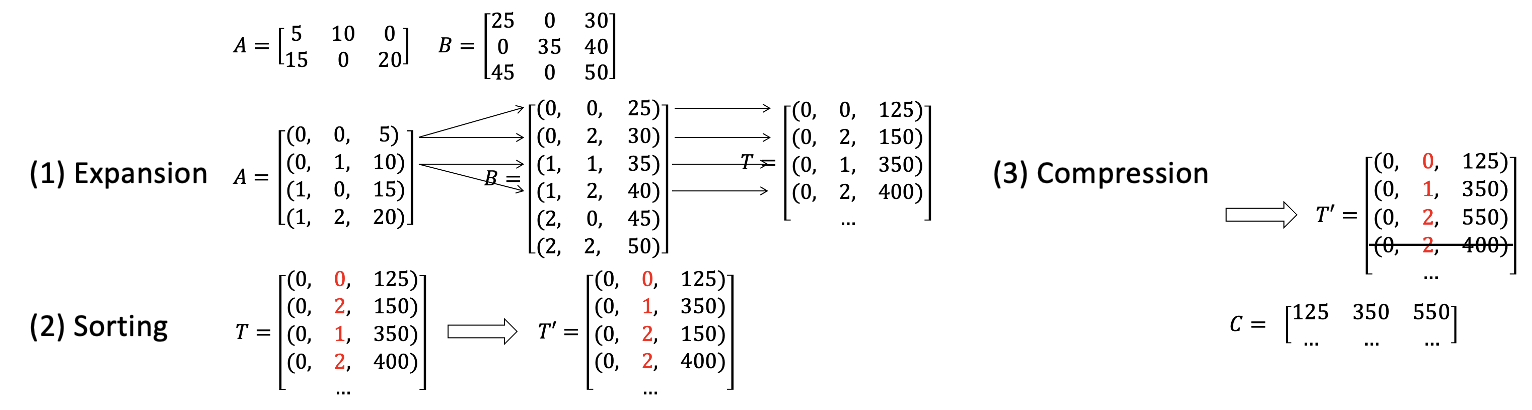 A = [ 5 10 0 ] B = [ 25 0 30 ]
[ 15 0 20 ] [ 0 35 40 ]
[ 45 0 50 ]
(1) Expansion
A =
(0, 0, 5)
(0, 1, 10)
(1, 0, 15)
(1, 2, 20)
B =
(0, 0, 25)
(0, 2, 30)
(1, 1, 35)
(1, 2, 40)
(2, 0, 45)
(2, 2, 50)
T =
(0, 0, 125)
(0, 2, 150)
(0, 1, 350)
(0, 2, 400)
...
(2) Sorting
T =
(0, 0, 125)
(0, 2, 150)
(0, 1, 350)
(0, 2, 400)
...
T′ =
(0, 0, 125)
(0, 1, 350)
(0, 2, 150)
(0, 2, 400)
...
(3) Compression
T′ =
(0, 0, 125)
(0, 1, 350)
(0, 2, 550)
(0, 2, 400)
...
C = [ 125 350 550 ]
[ ... ... ... ]